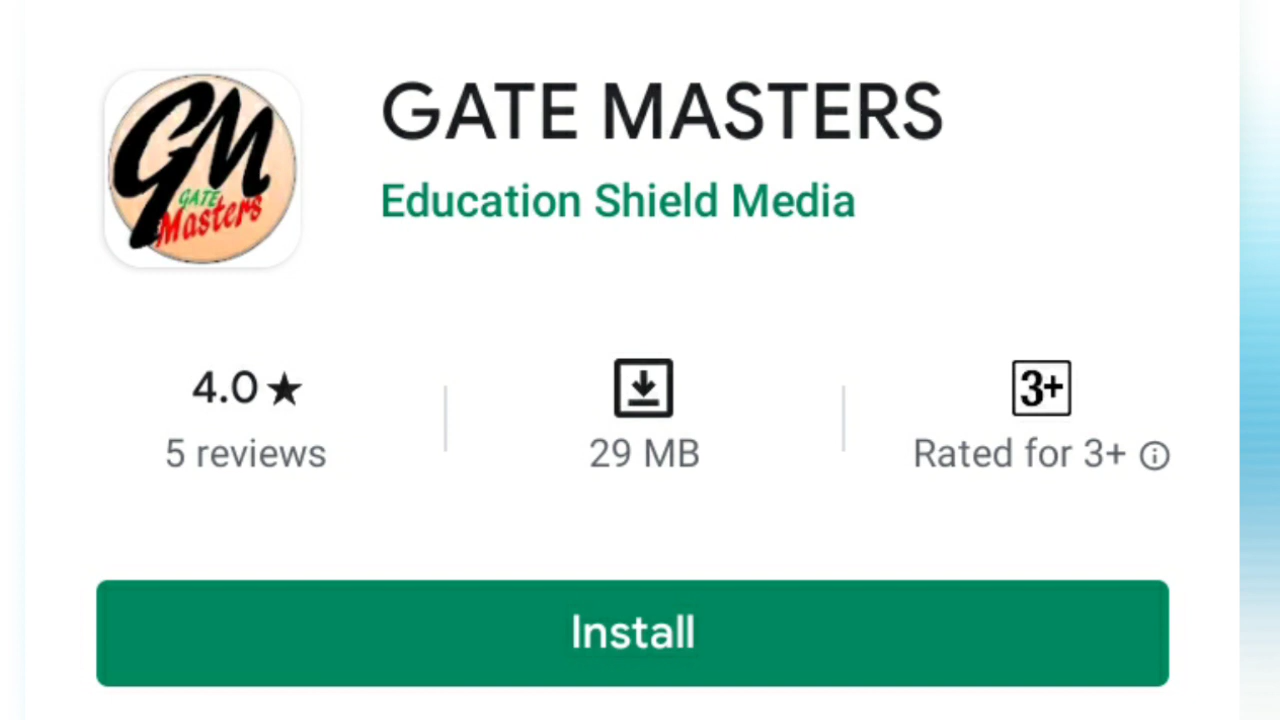 GM
GATE
Masters
GATE MASTERS
Education Shield Media
4.0★
5 reviews
29 MB
3+
Rated for 3+
Install